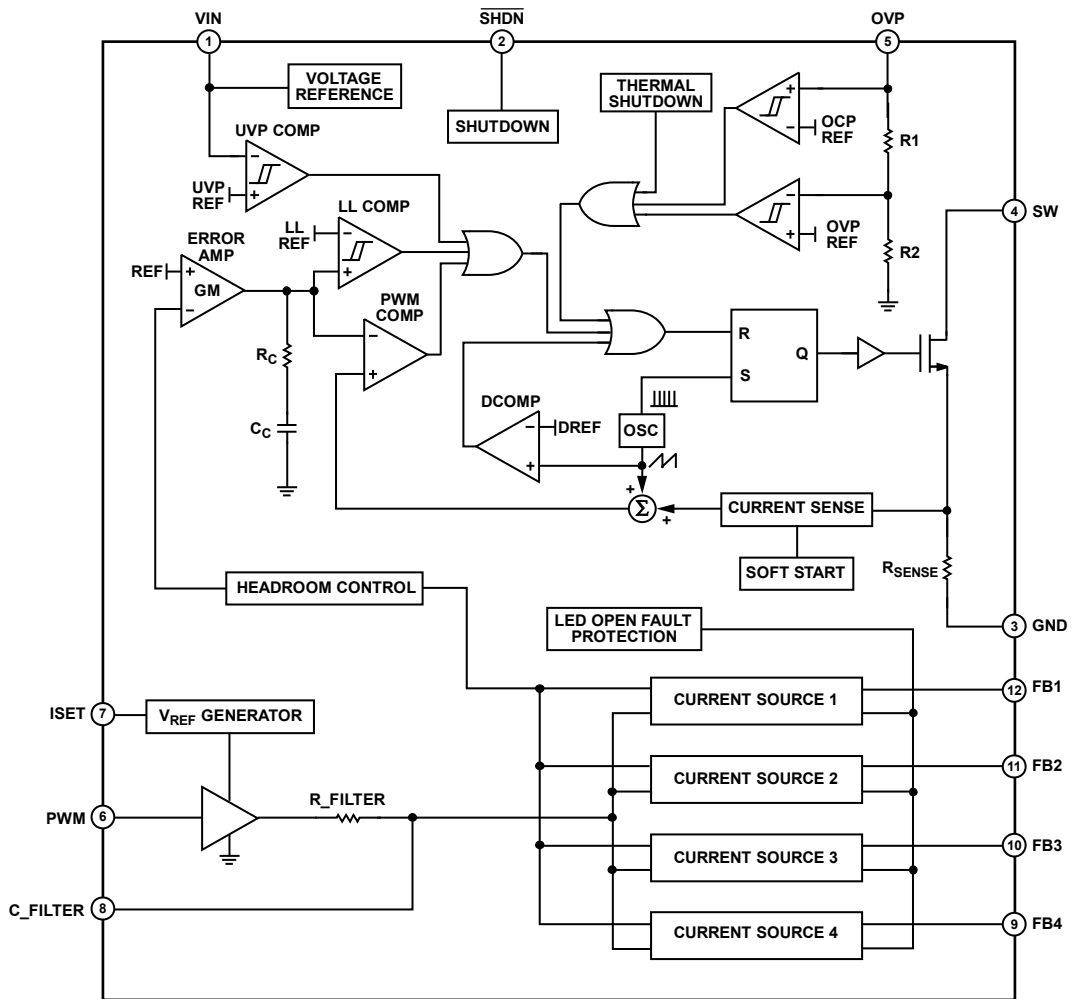 VIN
1
SHDN
2
OVP
5
VOLTAGE
REFERENCE
SHUTDOWN
THERMAL
SHUTDOWN
+
−
OCP
REF
R1
UVP COMP
−
+
UVP
REF
−
+
OVP
REF
R2
4
SW
LL COMP
LL
REF
−
+
ERROR
AMP
REF
+
GM
−
PWM
COMP
−
+
RC
CC
R
S
Q
DCOMP
−
DREF
+
OSC
+
Σ
+
CURRENT SENSE
SOFT START
RSENSE
HEADROOM CONTROL
LED OPEN FAULT
PROTECTION
3
GND
CURRENT SOURCE 1
12
FB1
ISET
7
VREF GENERATOR
CURRENT SOURCE 2
11
FB2
PWM
6
R_FILTER
CURRENT SOURCE 3
10
FB3
C_FILTER
8
CURRENT SOURCE 4
9
FB4